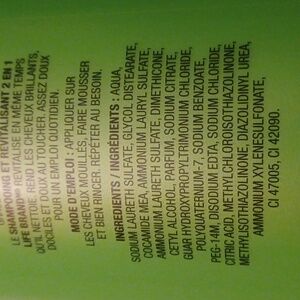 LE SHAMPOOING ET REVITALISANT 2 EN 1
LIFE BRAND REVITALISE EN MÊME TEMPS
QU'IL NETTOIE, REND LES CHEVEUX BRILLANTS,
DOCILES ET DOUX AU TOUCHER. ASSEZ DOUX
POUR UN EMPLOI QUOTIDIEN.
MODE D'EMPLOI : APPLIQUER SUR
LES CHEVEUX MOUILLÉS, FAIRE MOUSSER
ET BIEN RINCER. RÉPÉTER AU BESOIN.
INGREDIENTS / INGRÉDIENTS : AQUA,
SODIUM LAURETH SULFATE, GLYCOL DISTEARATE,
COCAMIDE MEA, AMMONIUM LAURYL SULFATE,
AMMONIUM LAURETH SULFATE, DIMETHICONE,
CETYL ALCOHOL, PARFUM, SODIUM CITRATE,
GUAR HYDROXYPROPYLTRIMONIUM CHLORIDE,
POLYQUATERNIUM-7, SODIUM BENZOATE,
PEG-14M, DISODIUM EDTA, SODIUM CHLORIDE,
CITRIC ACID, METHYLCHLOROISOTHIAZOLINONE,
METHYLISOTHIAZOLINONE, DIAZOLIDINYL UREA,
AMMONIUM XYLENESULFONATE,
CI 47005, CI 42090.